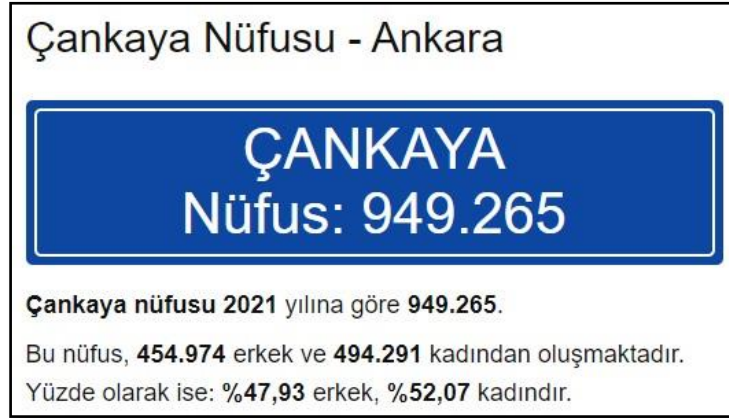 Çankaya Nüfusu - Ankara
ÇANKAYA
Nüfus: 949.265
Çankaya nüfusu 2021 yılına göre 949.265.
Bu nüfus, 454.974 erkek ve 494.291 kadından oluşmaktadır.
Yüzde olarak ise: %47,93 erkek, %52,07 kadındır.